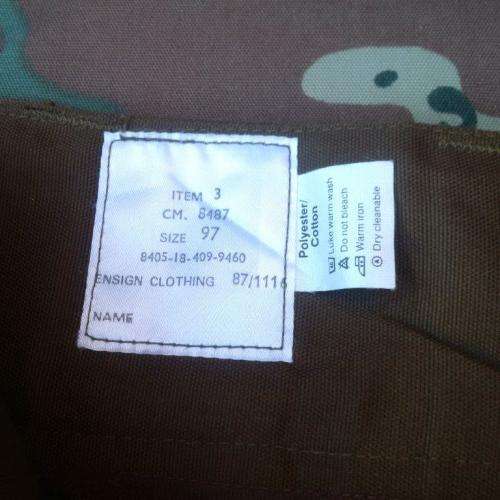 ITEM 3
CM. 8487
SIZE 97
8405-18-409-9460
ENSIGN CLOTHING 87/1116
NAME
Polyester/
Cotton
Luke warm wash
Do not bleach
Warm iron
Dry cleanable